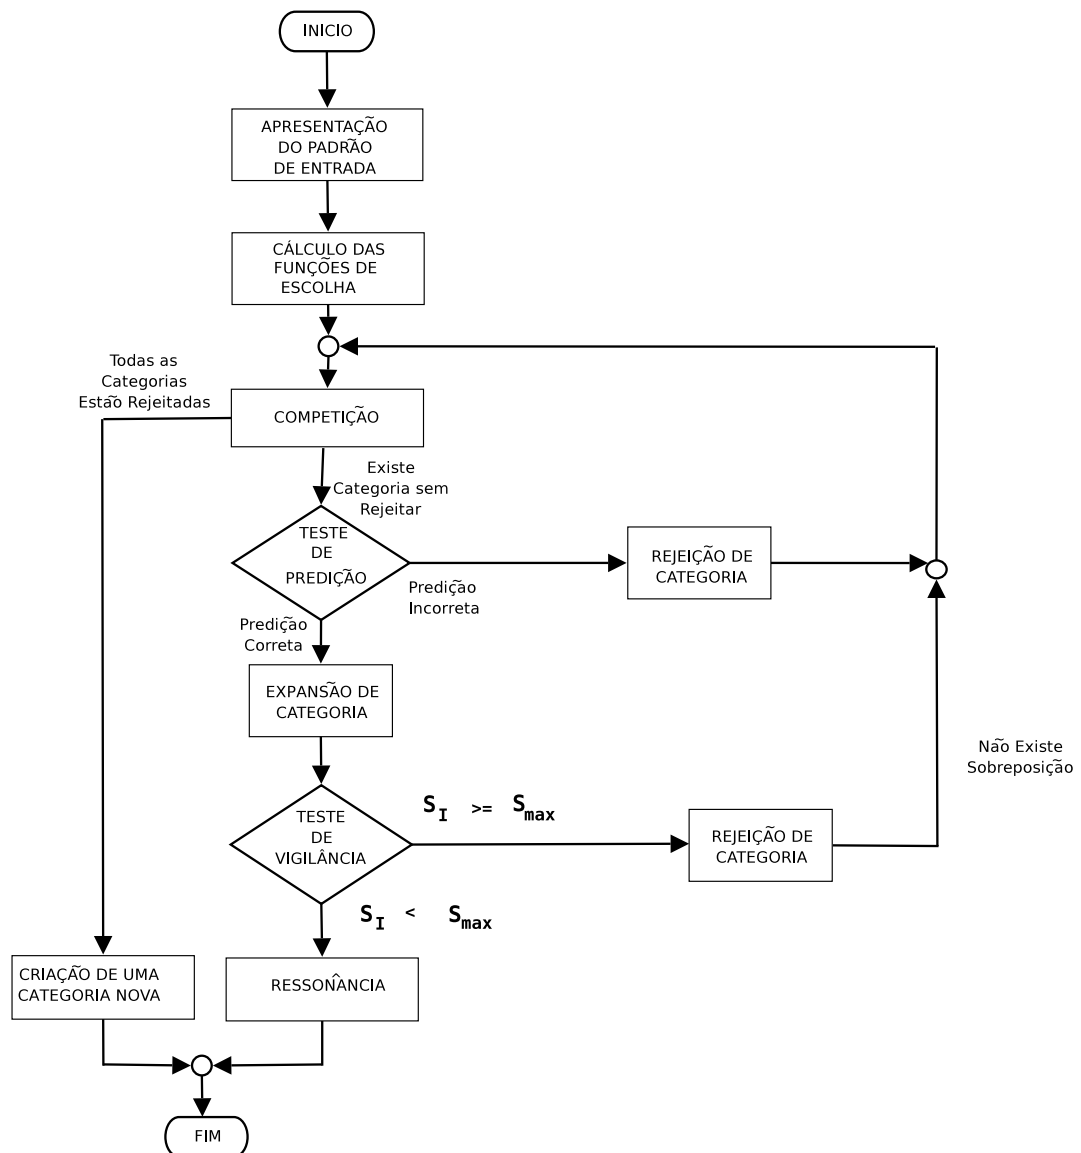 INICIO
APRESENTAÇÃO
DO PADRÃO
DE ENTRADA
CÁLCULO DAS
FUNÇÕES DE
ESCOLHA
Todas as
Categorias
Estão Rejeitadas
COMPETIÇÃO
Existe
Categoria sem
Rejeitar
TESTE
DE
PREDIÇÃO
Predição
Incorreta
REJEIÇÃO DE
CATEGORIA
Predição
Correta
EXPANSÃO DE
CATEGORIA
Não Existe
Sobreposição
TESTE
DE
VIGILÂNCIA
S_I >= S_max
REJEIÇÃO DE
CATEGORIA
S_I < S_max
CRIAÇÃO DE UMA
CATEGORIA NOVA
RESSONÂNCIA
FIM